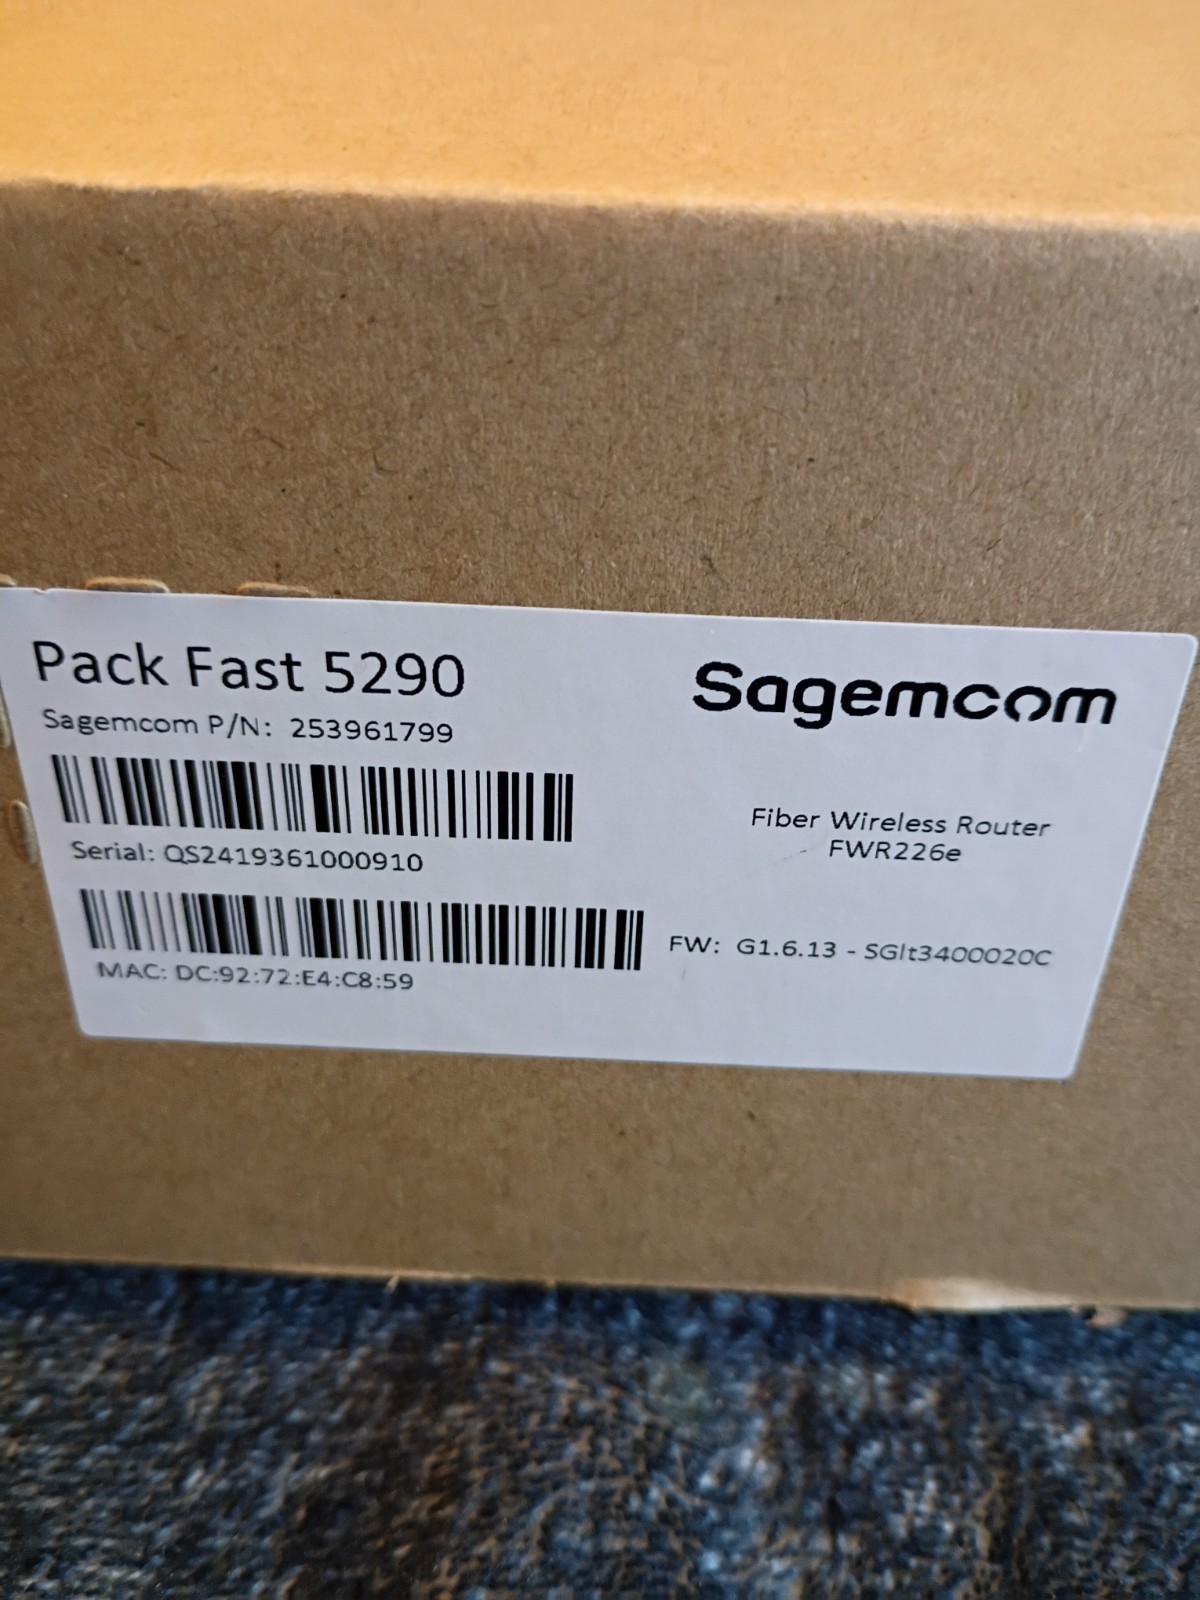 Pack Fast 5290
Sagemcom P/N: 253961799
Serial: QS2419361000910
MAC: DC:92:72:E4:C8:59
Sagemcom
Fiber Wireless Router
FWR226e
FW: G1.6.13 - SGlt3400020C